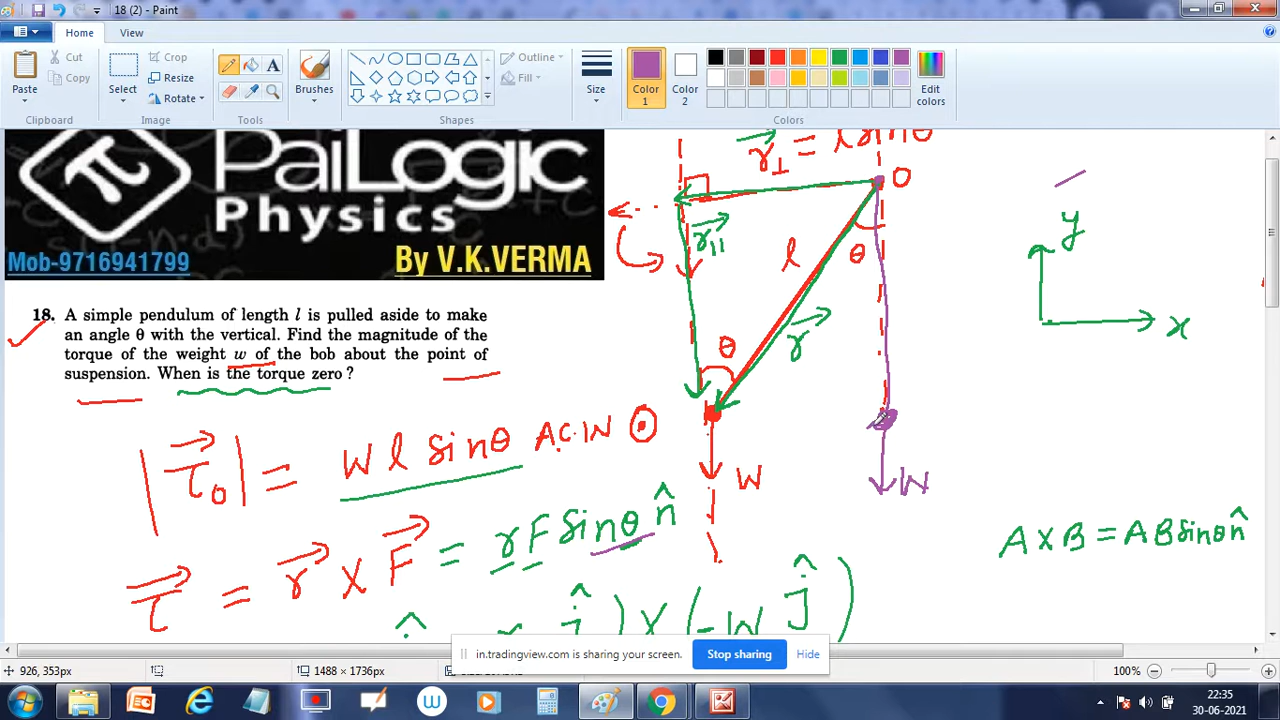 18 (2) - Paint
Home View
Paste
Cut
Copy
Clipboard
Select
Crop
Resize
Rotate
Image
A
Tools
Brushes
Outline
Fill
Shapes
Size
Color 1
Color 2
Edit colors
Colors
PaiLogic
Physics
Mob-9716941799
By V.K.VERMA
18. A simple pendulum of length l is pulled aside to make
an angle θ with the vertical. Find the magnitude of the
torque of the weight w of the bob about the point of
suspension. When is the torque zero ?
r⃗⊥ = l sinθ
O
r⃗||
l
θ
θ
r⃗
W
W
y
x
|τ⃗₀| = W l sinθ A.C.W ⊙
τ⃗ = r⃗ × F⃗ = rF sinθ n̂
A × B = AB sinθ n̂
ĵ) × (-W ĵ)
in.tradingview.com is sharing your screen.
Stop sharing
Hide
926, 353px
1488 × 1736px
100%
22:35
30-06-2021